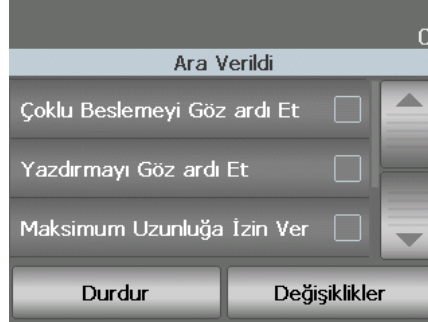 Ara Verildi
Çoklu Beslemeyi Göz ardı Et
Yazdırmayı Göz ardı Et
Maksimum Uzunluğa İzin Ver
Durdur
Değişiklikler